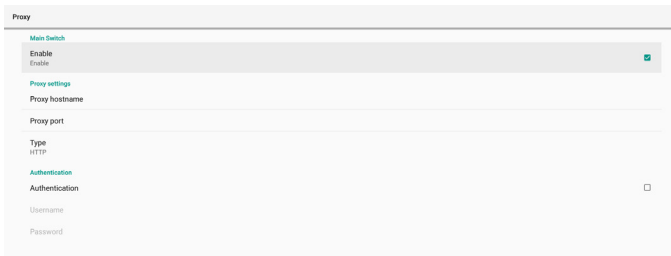 Proxy
Main Switch
Enable
Enable
Proxy settings
Proxy hostname
Proxy port
Type
HTTP
Authentication
Authentication
Username
Password